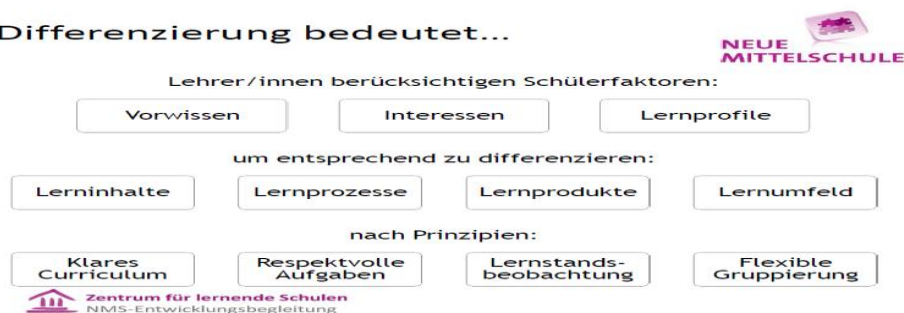 Differenzierung bedeutet...
NEUE
MITTELSCHULE
Lehrer/innen berücksichtigen Schülerfaktoren:
Vorwissen
Interessen
Lernprofile
um entsprechend zu differenzieren:
Lerninhalte
Lernprozesse
Lernprodukte
Lernumfeld
nach Prinzipien:
Klares
Curriculum
Respektvolle
Aufgaben
Lernstands-
beobachtung
Flexible
Gruppierung
Zentrum für lernende Schulen
NMS-Entwicklungsbegleitung